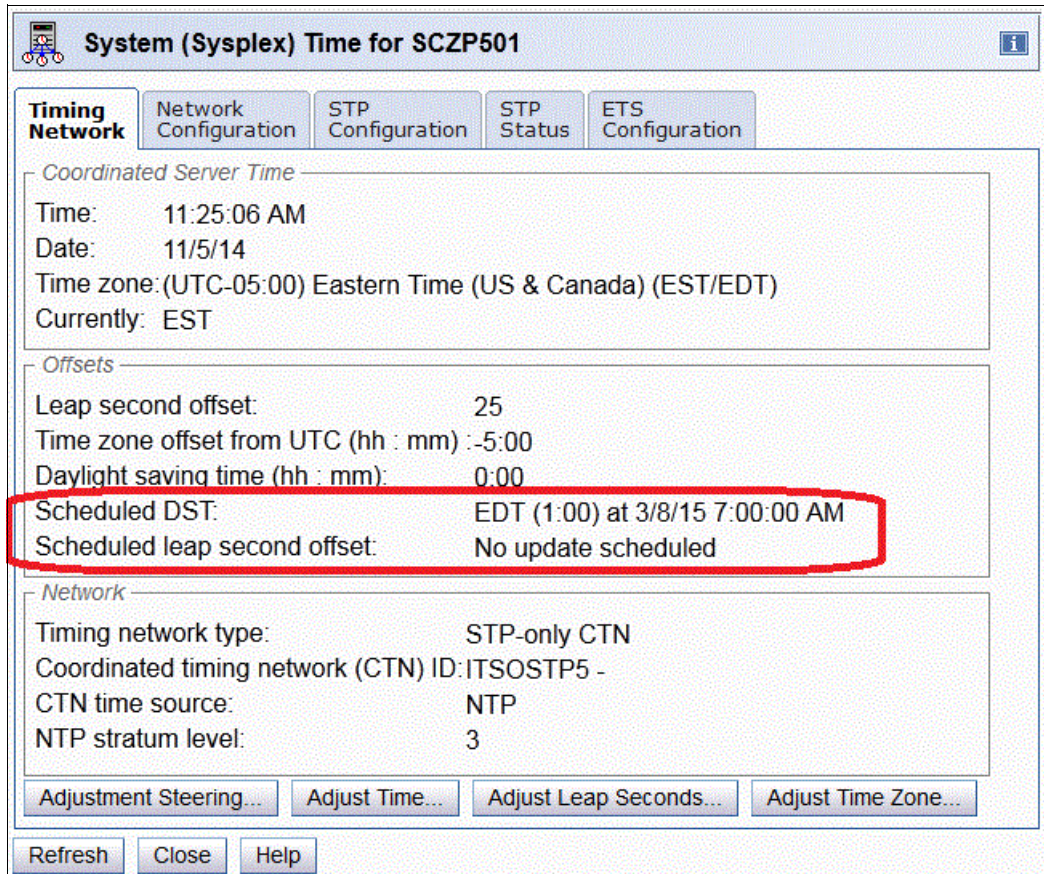 System (Sysplex) Time for SCZP501
i
Timing Network
Network Configuration
STP Configuration
STP Status
ETS Configuration
Coordinated Server Time
Time: 11:25:06 AM
Date: 11/5/14
Time zone:(UTC-05:00) Eastern Time (US & Canada) (EST/EDT)
Currently: EST
Offsets
Leap second offset: 25
Time zone offset from UTC (hh : mm) :-5:00
Daylight saving time (hh : mm): 0:00
Scheduled DST: EDT (1:00) at 3/8/15 7:00:00 AM
Scheduled leap second offset: No update scheduled
Network
Timing network type: STP-only CTN
Coordinated timing network (CTN) ID:ITSOSTP5 -
CTN time source: NTP
NTP stratum level: 3
Adjustment Steering... Adjust Time... Adjust Leap Seconds... Adjust Time Zone...
Refresh Close Help